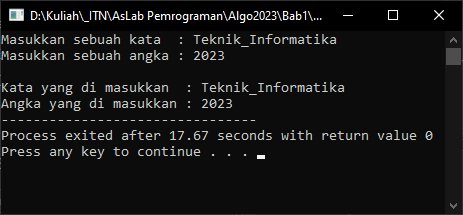 D:\Kuliah\_ITN\AsLab Pemrograman\Algo2023\Bab1\...
Masukkan sebuah kata  : Teknik_Informatika
Masukkan sebuah angka : 2023
Kata yang di masukkan  : Teknik_Informatika
Angka yang di masukkan : 2023
--------------------------------
Process exited after 17.67 seconds with return value 0
Press any key to continue . . .